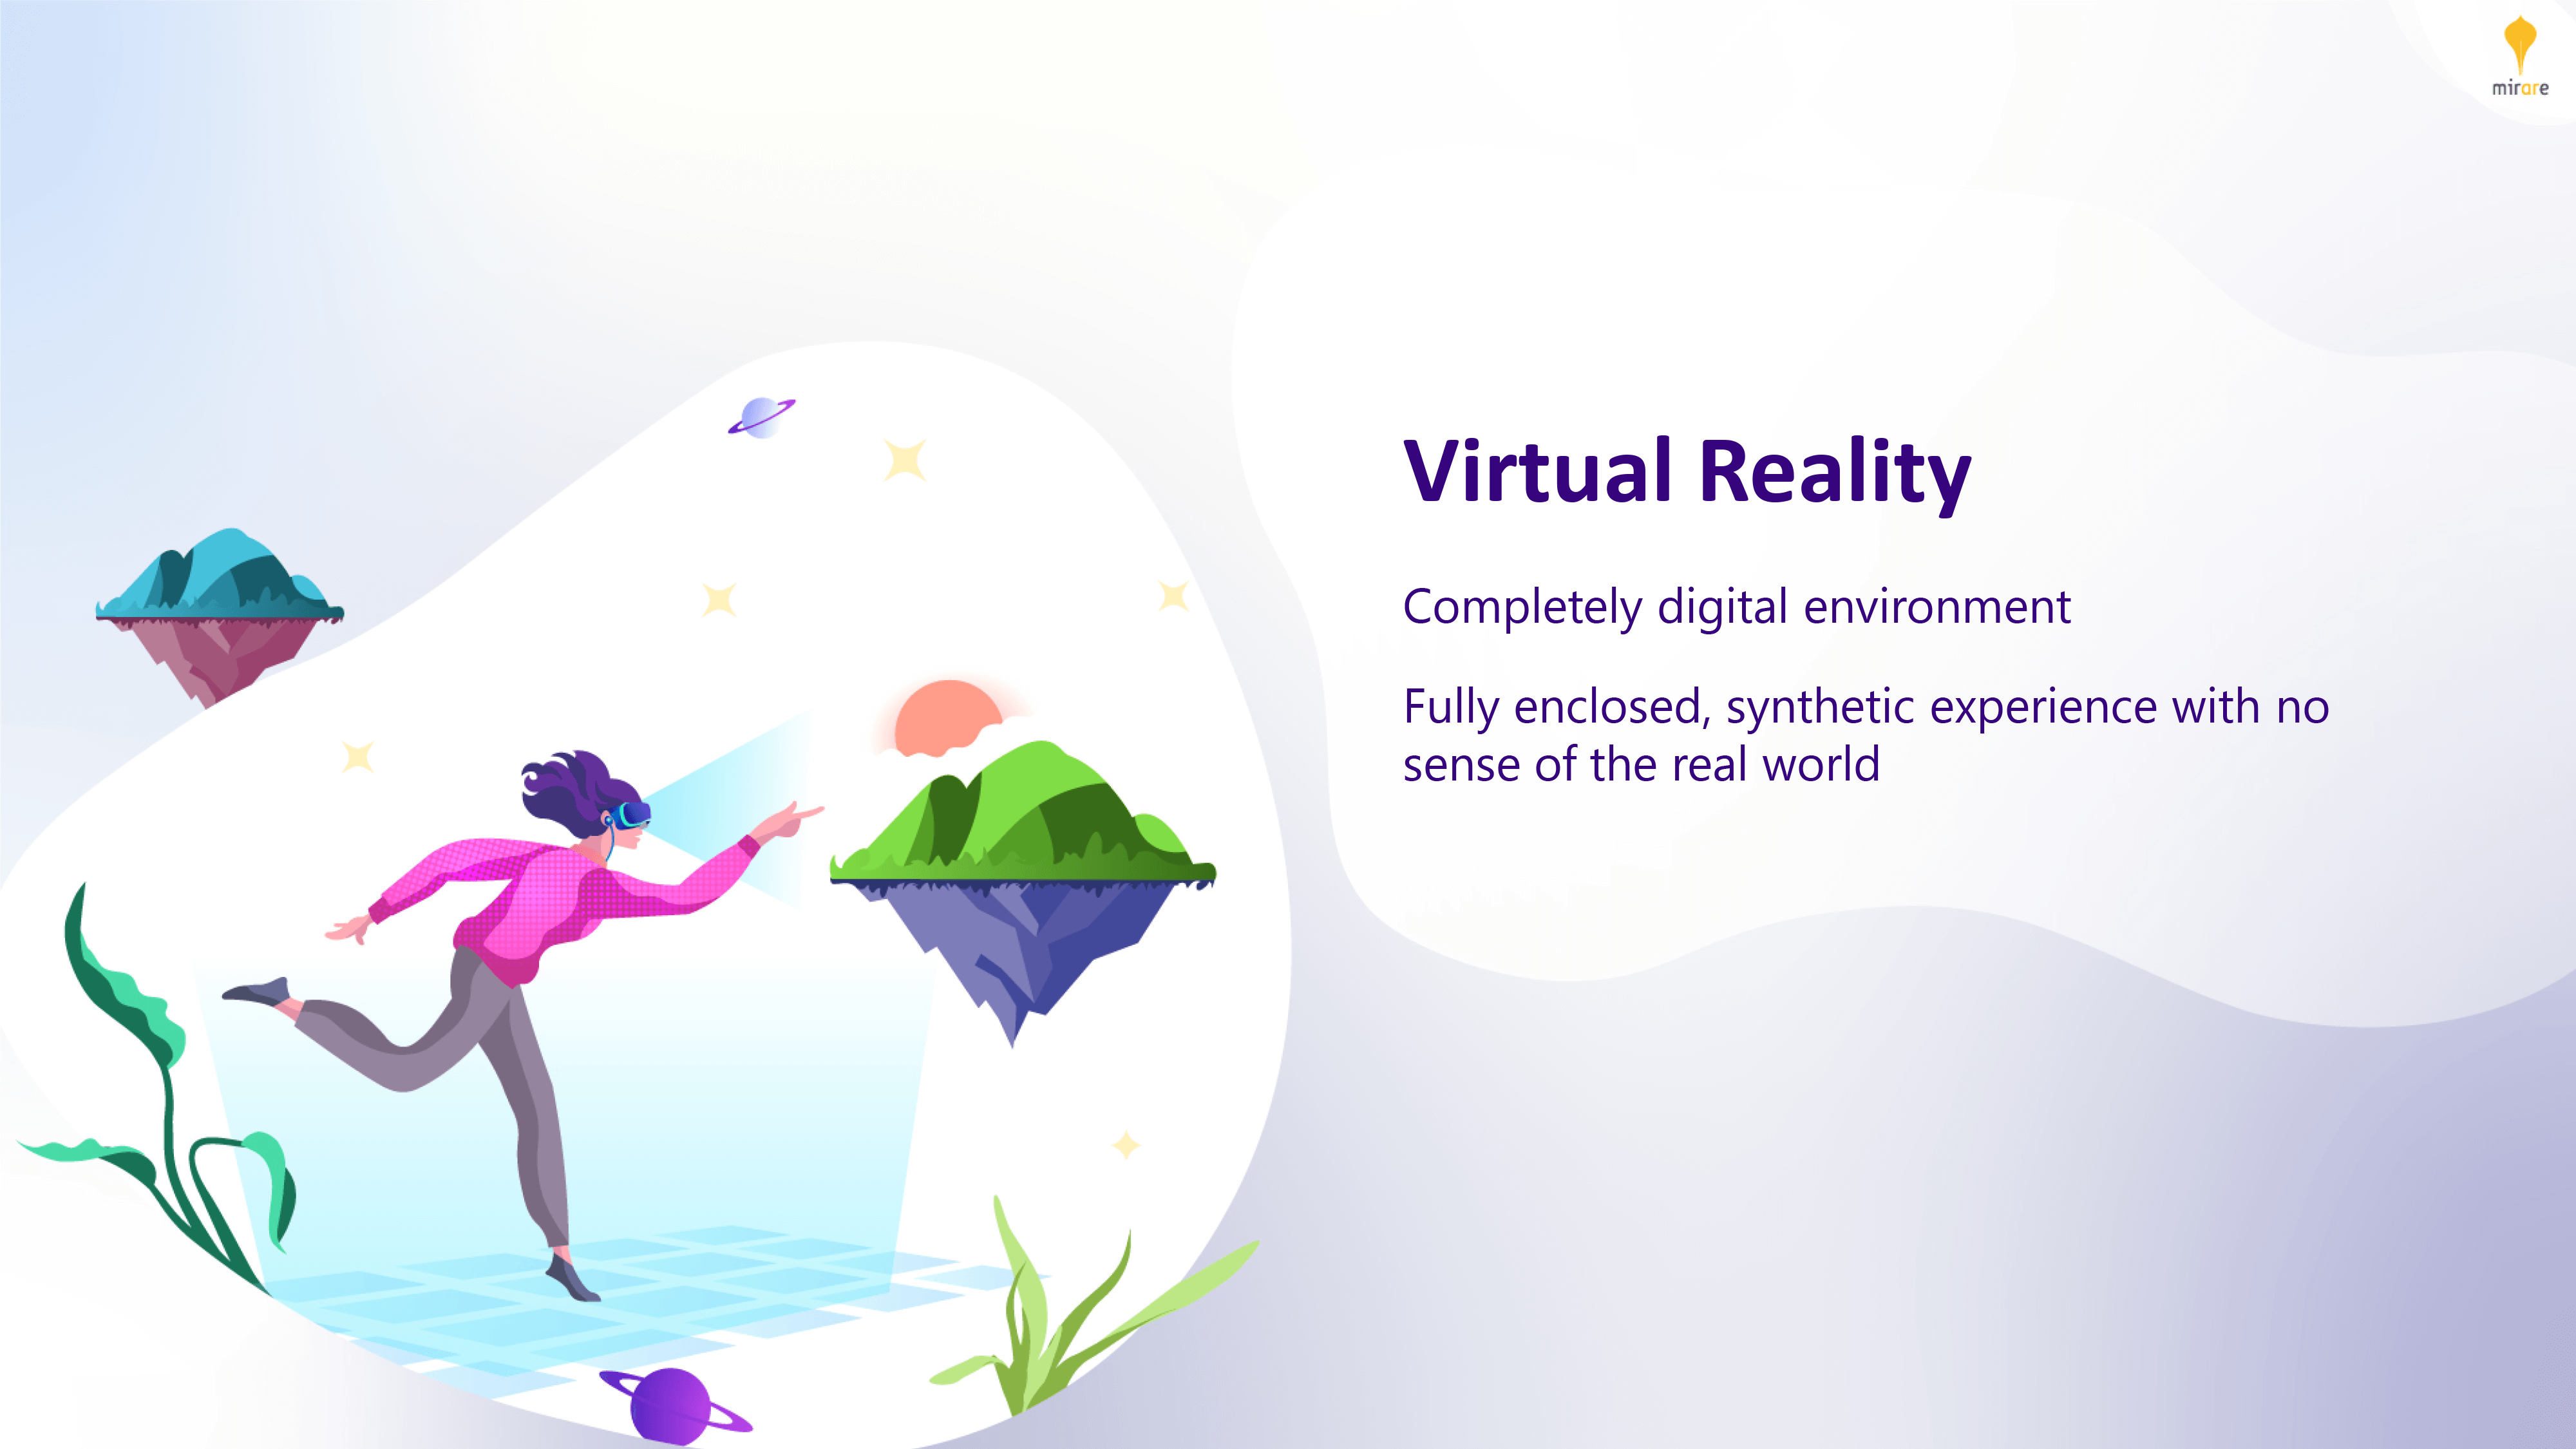 mirare
Virtual Reality
Completely digital environment
Fully enclosed, synthetic experience with no
sense of the real world